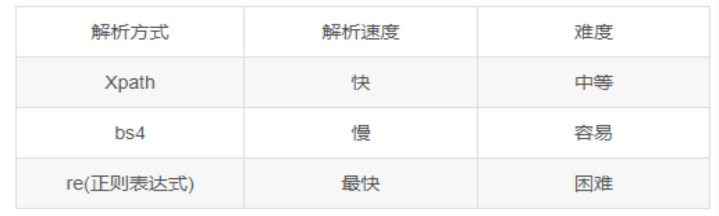 解析方式 解析速度 难度
Xpath 快 中等
bs4 慢 容易
re(正则表达式) 最快 困难